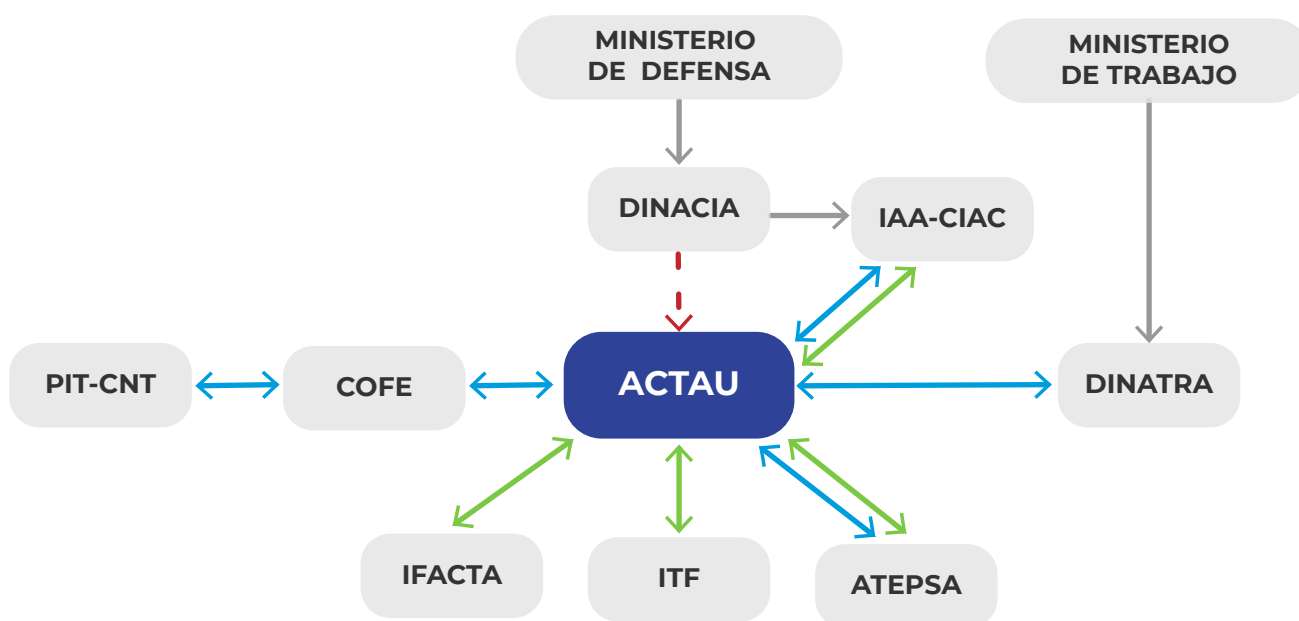 MINISTERIO
DE DEFENSA
MINISTERIO
DE TRABAJO
DINACIA
IAA-CIAC
PIT-CNT
COFE
ACTAU
DINATRA
IFACTA
ITF
ATEPSA